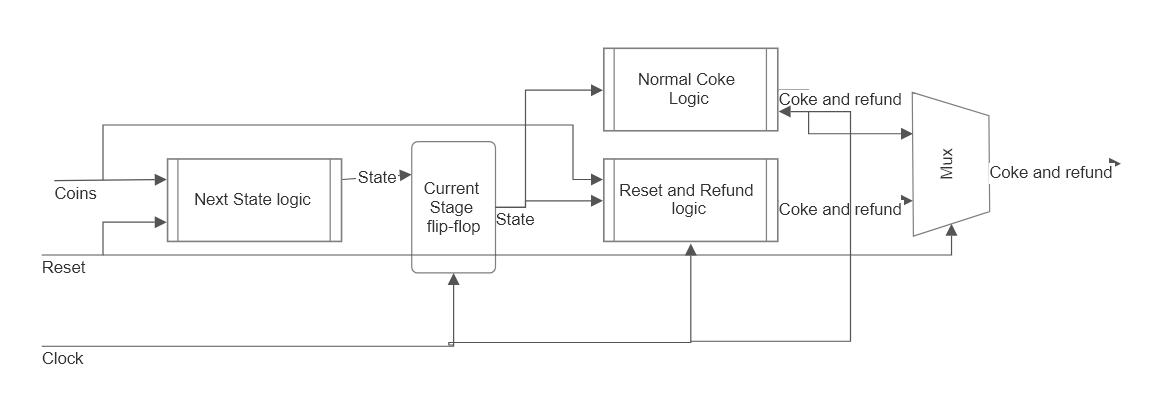 Normal Coke
Logic
Coke and refund
Coins
Next State logic
State
Current
Stage
flip-flop
State
Reset and Refund
logic
Coke and refund
Mux
Coke and refund
Reset
Clock